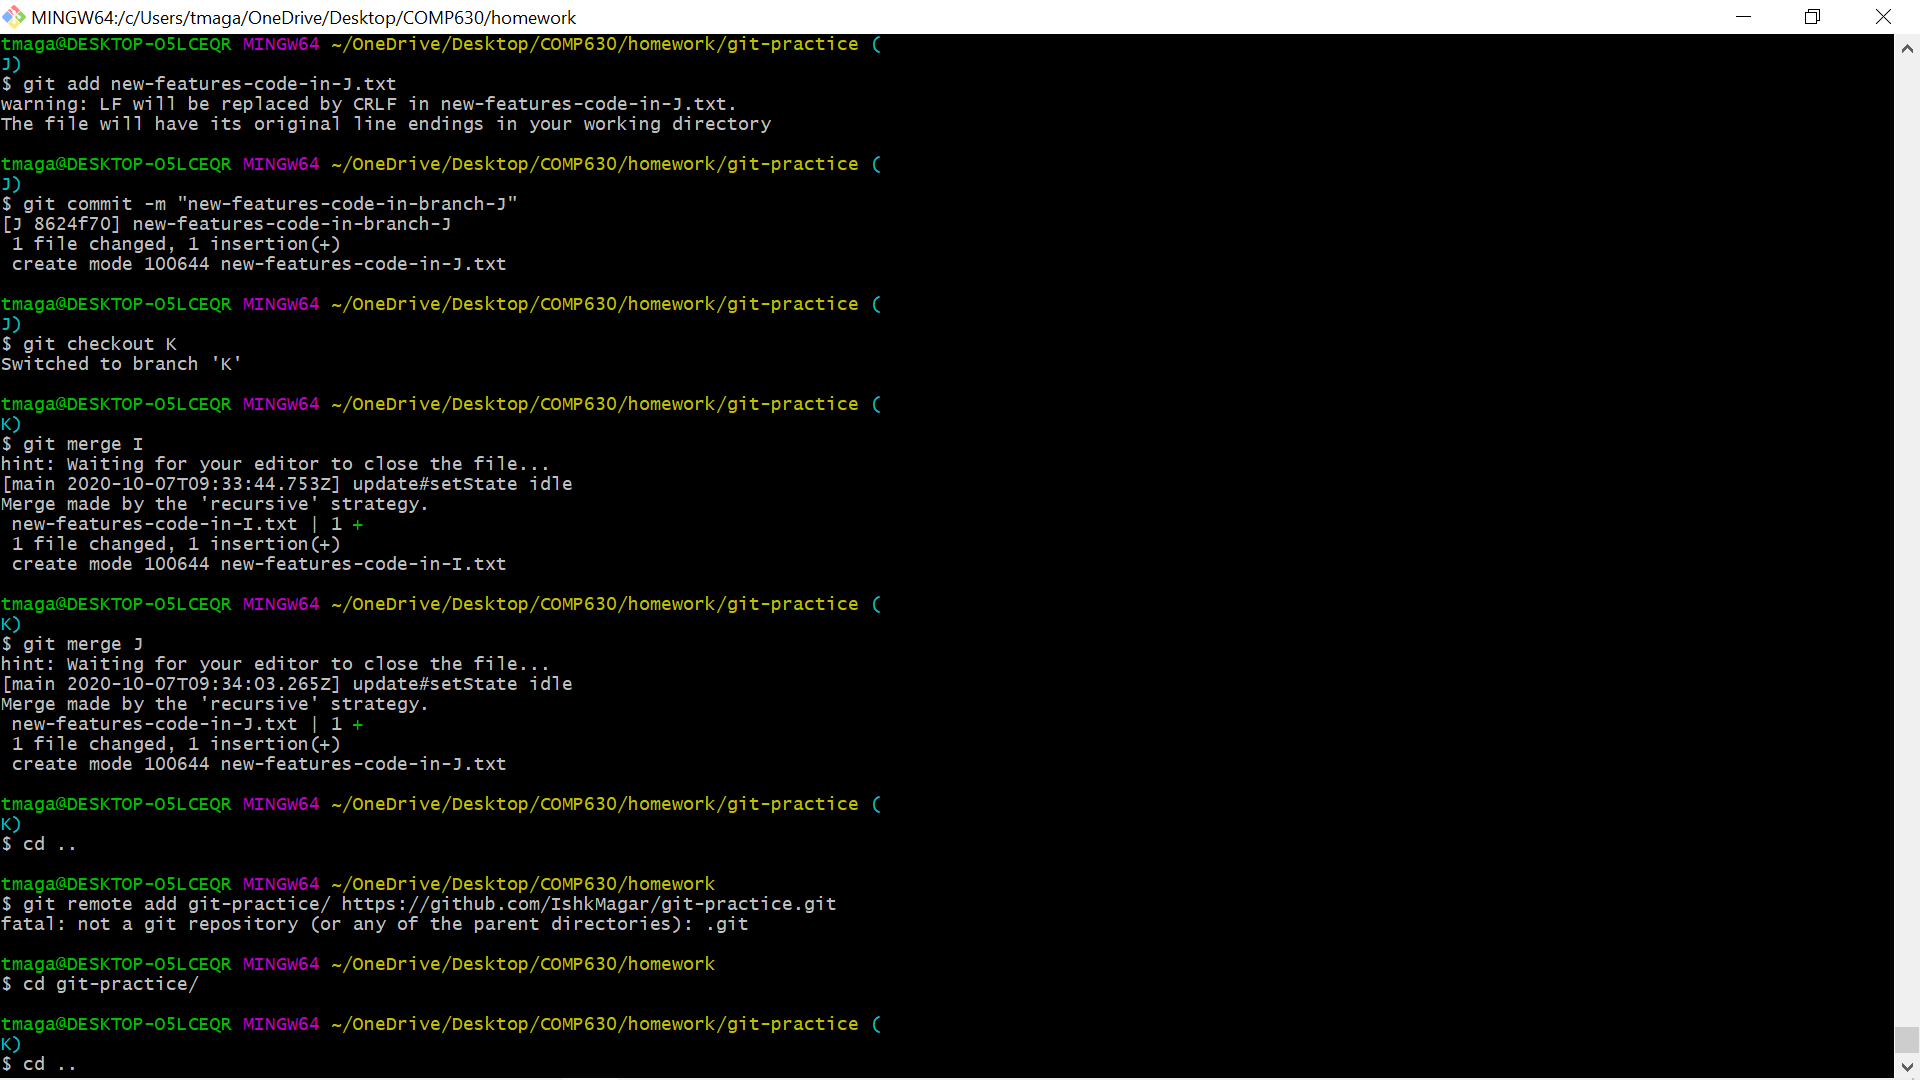 MINGW64:/c/Users/tmaga/OneDrive/Desktop/COMP630/homework
tmaga@DESKTOP-O5LCEQR MINGW64 ~/OneDrive/Desktop/COMP630/homework/git-practice (
J)
$ git add new-features-code-in-J.txt
warning: LF will be replaced by CRLF in new-features-code-in-J.txt.
The file will have its original line endings in your working directory
tmaga@DESKTOP-O5LCEQR MINGW64 ~/OneDrive/Desktop/COMP630/homework/git-practice (
J)
$ git commit -m "new-features-code-in-branch-J"
[J 8624f70] new-features-code-in-branch-J
 1 file changed, 1 insertion(+)
 create mode 100644 new-features-code-in-J.txt
tmaga@DESKTOP-O5LCEQR MINGW64 ~/OneDrive/Desktop/COMP630/homework/git-practice (
J)
$ git checkout K
Switched to branch 'K'
tmaga@DESKTOP-O5LCEQR MINGW64 ~/OneDrive/Desktop/COMP630/homework/git-practice (
K)
$ git merge I
hint: Waiting for your editor to close the file...
[main 2020-10-07T09:33:44.753Z] update#setState idle
Merge made by the 'recursive' strategy.
 new-features-code-in-I.txt | 1 +
 1 file changed, 1 insertion(+)
 create mode 100644 new-features-code-in-I.txt
tmaga@DESKTOP-O5LCEQR MINGW64 ~/OneDrive/Desktop/COMP630/homework/git-practice (
K)
$ git merge J
hint: Waiting for your editor to close the file...
[main 2020-10-07T09:34:03.265Z] update#setState idle
Merge made by the 'recursive' strategy.
 new-features-code-in-J.txt | 1 +
 1 file changed, 1 insertion(+)
 create mode 100644 new-features-code-in-J.txt
tmaga@DESKTOP-O5LCEQR MINGW64 ~/OneDrive/Desktop/COMP630/homework/git-practice (
K)
$ cd ..
tmaga@DESKTOP-O5LCEQR MINGW64 ~/OneDrive/Desktop/COMP630/homework
$ git remote add git-practice/ https://github.com/IshkMagar/git-practice.git
fatal: not a git repository (or any of the parent directories): .git
tmaga@DESKTOP-O5LCEQR MINGW64 ~/OneDrive/Desktop/COMP630/homework
$ cd git-practice/
tmaga@DESKTOP-O5LCEQR MINGW64 ~/OneDrive/Desktop/COMP630/homework/git-practice (
K)
$ cd ..